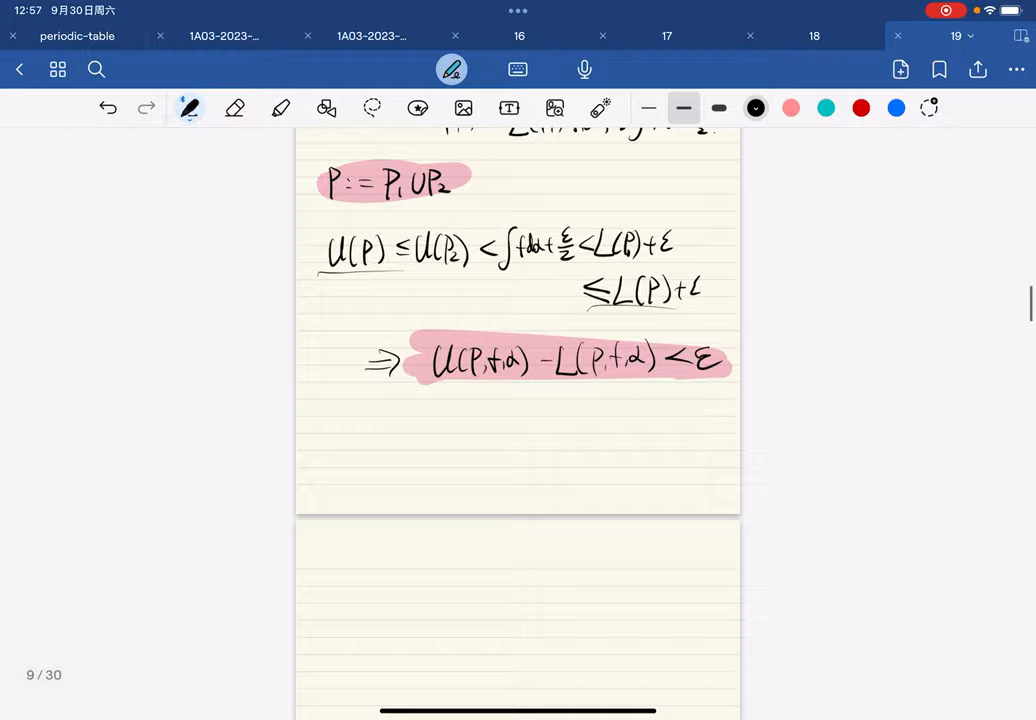 12:57 9月30日周六
periodic-table 1A03-2023-... 1A03-2023-... 16 17 18 19
P := P₁ ∪ P₂
U(P) ≤ U(P₂) < ∫fdα + ε/2 < L(P₁) + ε
≤ L(P) + ε
⇒ U(P,f,α) - L(P,f,α) < ε
9 / 30